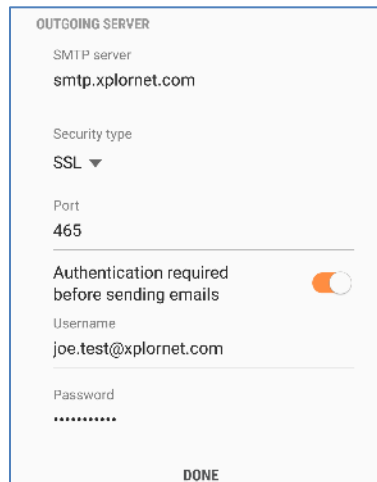 OUTGOING SERVER
SMTP server
smtp.xplornet.com
Security type
SSL
Port
465
Authentication required
before sending emails
Username
joe.test@xplornet.com
Password
•••••••••••
DONE